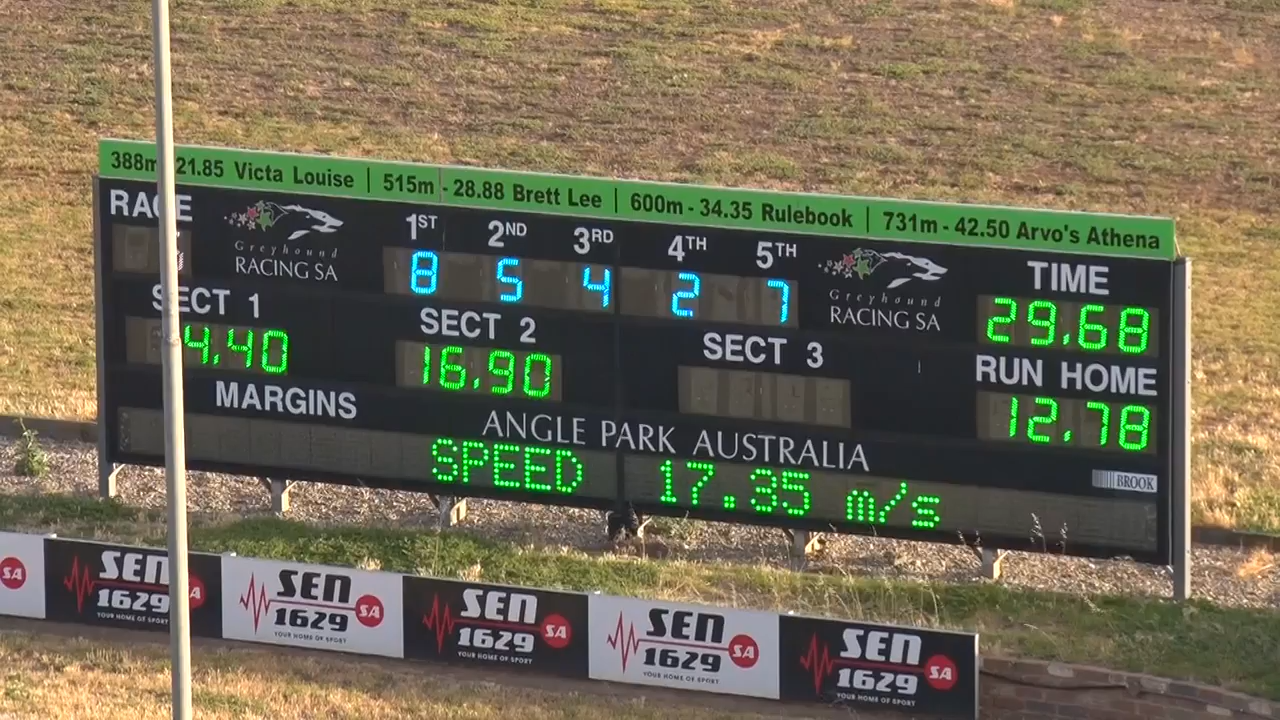 388m 21.85 Victa Louise | 515m - 28.88 Brett Lee | 600m - 34.35 Rulebook | 731m - 42.50 Arvo's Athena
RACE
Greyhound
RACING SA
1ST 2ND 3RD 4TH 5TH
8 5 4 2 7
Greyhound
RACING SA
TIME
29.68
SECT 1
4.40
SECT 2
16.90
SECT 3
RUN HOME
12.78
MARGINS
ANGLE PARK AUSTRALIA
SPEED 17.35 m/s
BROOK
SA
SEN
1629 SA
YOUR HOME OF SPORT
SEN
1629 SA
YOUR HOME OF SPORT
SEN
1629 SA
YOUR HOME OF SPORT
SEN
1629 SA
YOUR HOME OF SPORT
SEN
1629 SA
YOUR HOME OF SPORT